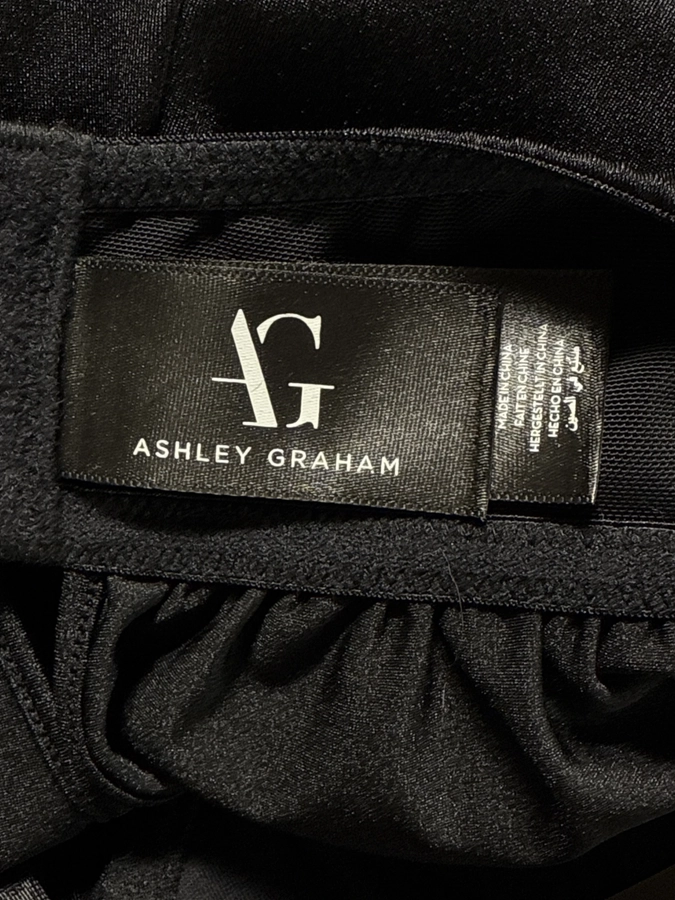 AG
ASHLEY GRAHAM
MADE IN CHINA
FAIT EN CHINE
HERGESTELLT IN CHINA
HECHO EN CHINA
صنع في الصين